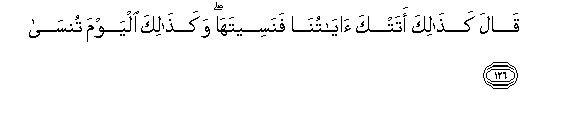 قَالَ كَذَٰلِكَ أَتَتْكَ ءَايَـٰتُنَا فَنَسِيتَهَا ۖ وَكَذَٰلِكَ ٱلْيَوْمَ تُنسَىٰ
١٢٦